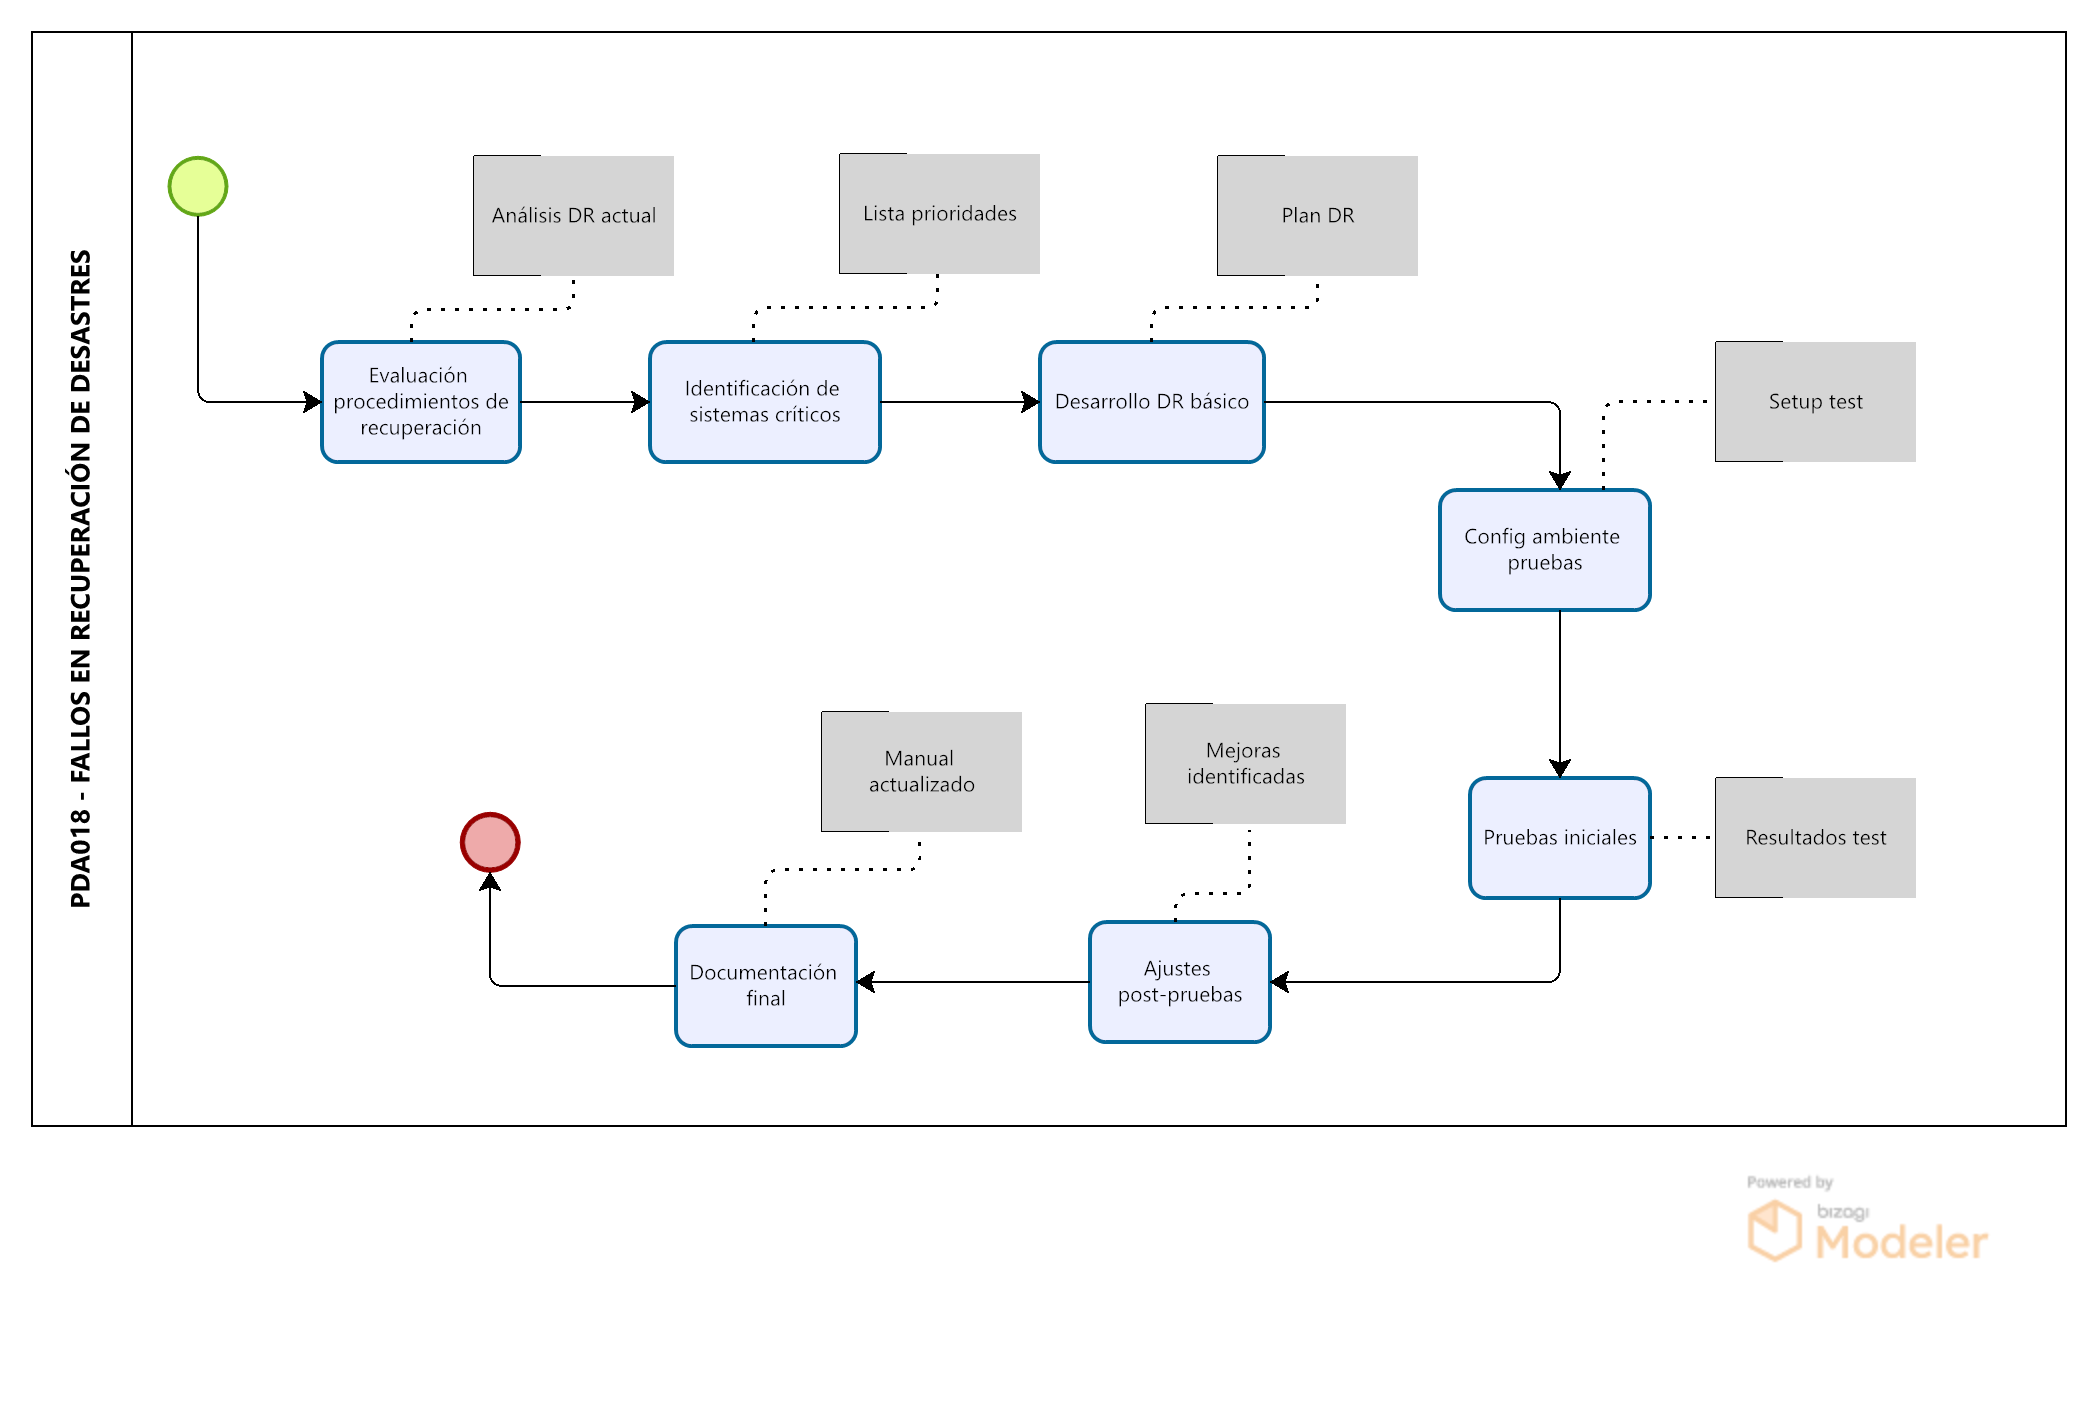 PDA018 - FALLOS EN RECUPERACIÓN DE DESASTRES
Análisis DR actual
Lista prioridades
Plan DR
Evaluación
procedimientos de
recuperación
Identificación de
sistemas críticos
Desarrollo DR básico
Setup test
Config ambiente
pruebas
Manual
actualizado
Mejoras
identificadas
Pruebas iniciales
Resultados test
Documentación
final
Ajustes
post-pruebas
Powered by
bizagi
Modeler